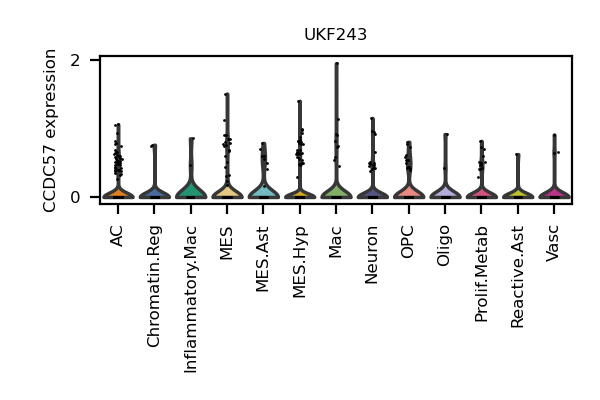 UKF243
CCDC57 expression
2
0
AC
Chromatin.Reg
Inflammatory.Mac
MES
MES.Ast
MES.Hyp
Mac
Neuron
OPC
Oligo
Prolif.Metab
Reactive.Ast
Vasc